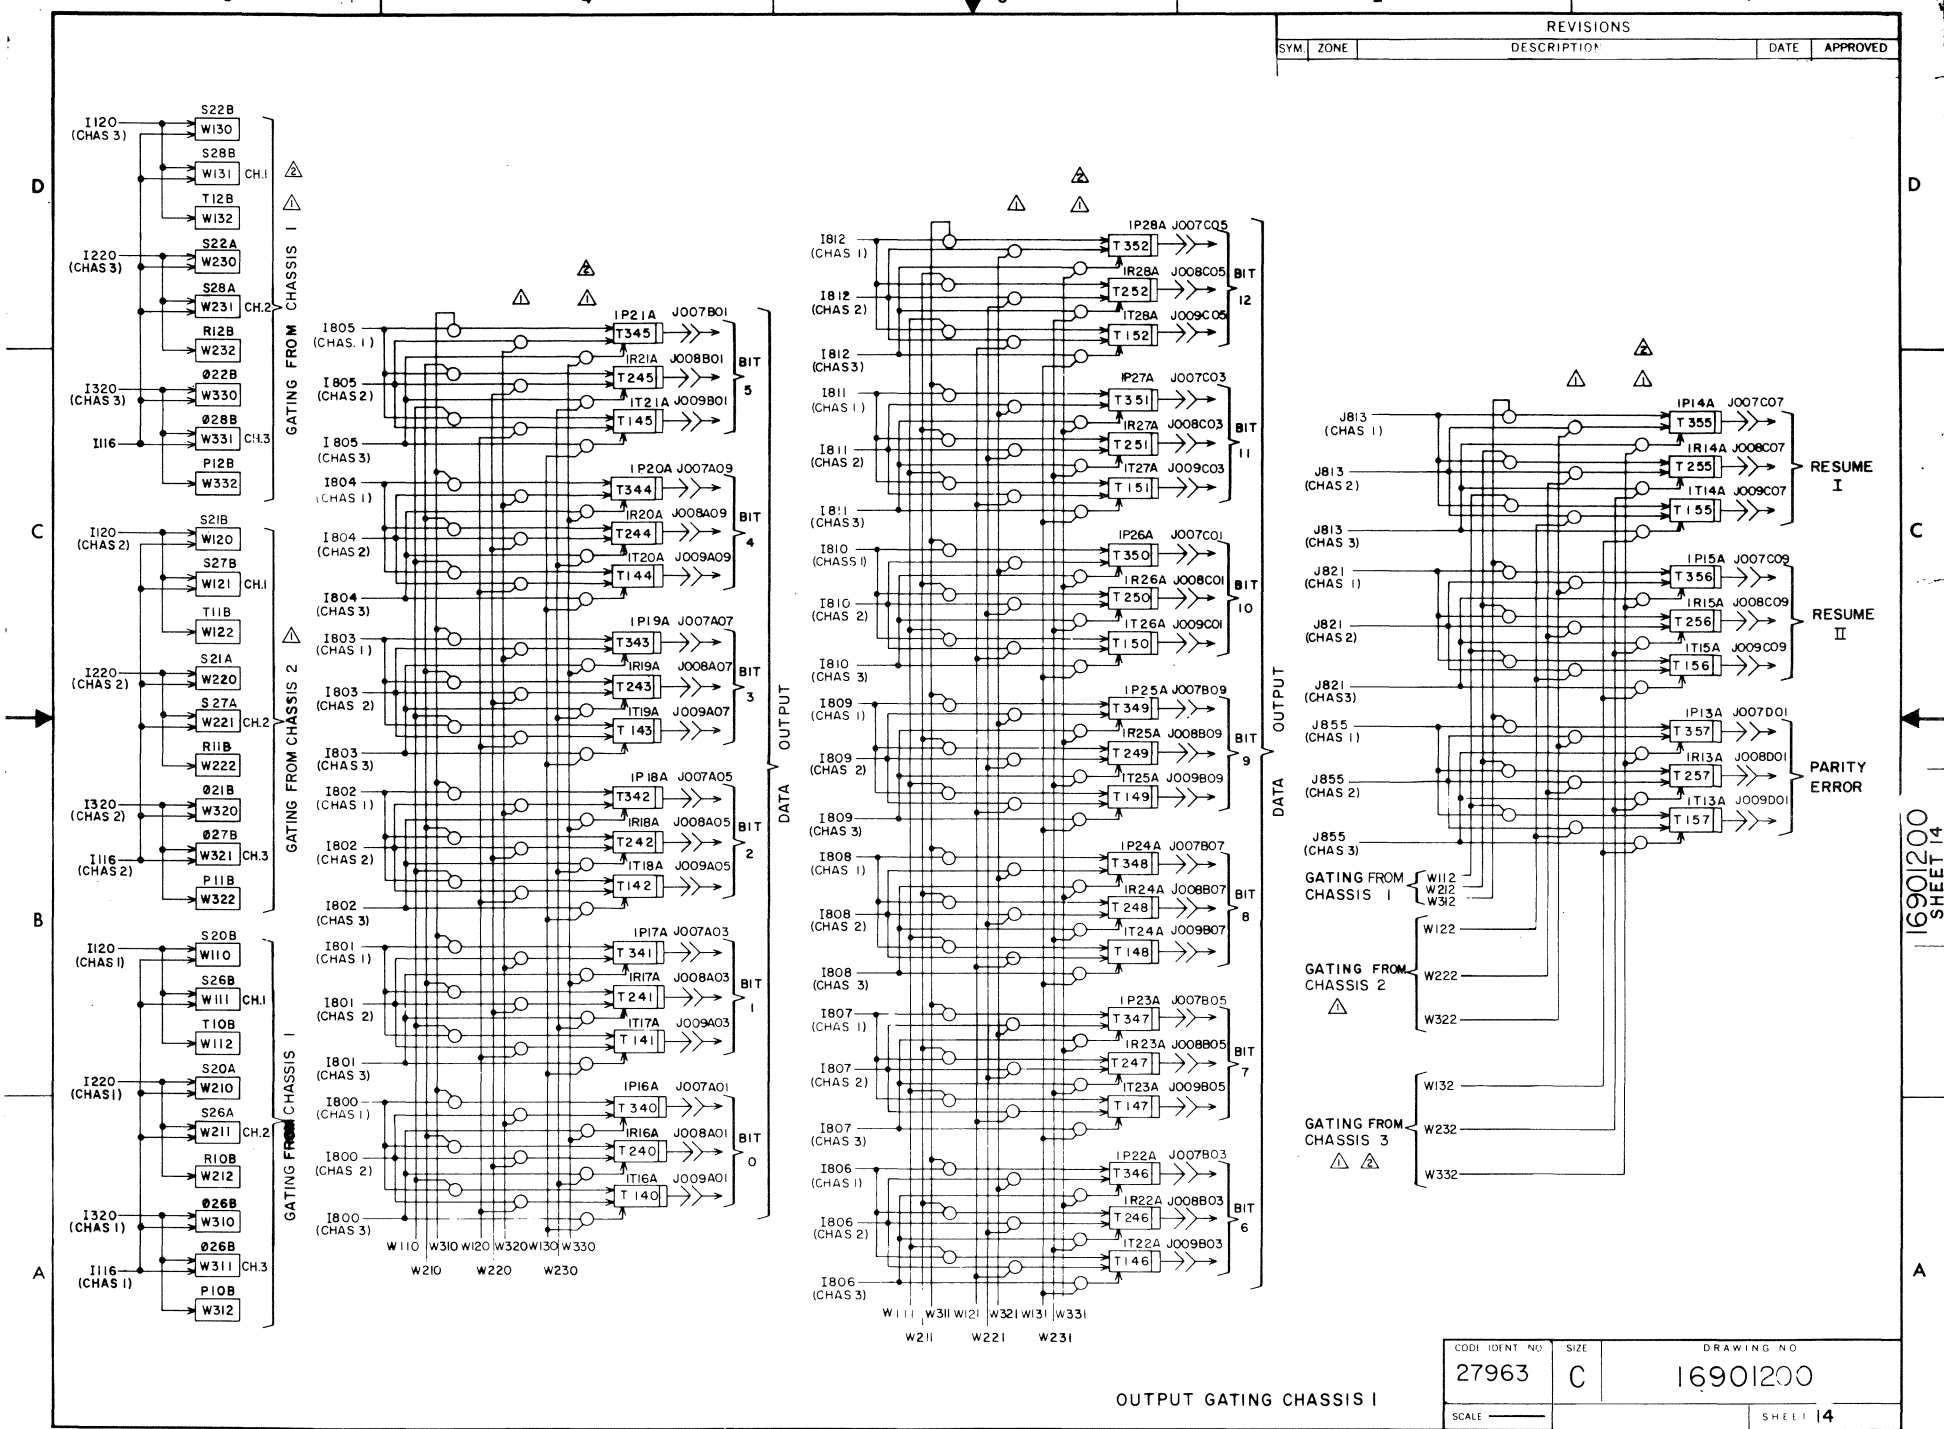 REVISIONS
SYM. ZONE DESCRIPTION DATE APPROVED
D
C
B
A
D
C
A
I120 (CHAS 3)
S22B
W130
S28B
W131 CH.1
T12B
W132
I220 (CHAS 3)
S22A
W230
S28A
W231 CH.2
R12B
W232
I320 (CHAS 3)
Ø22B
W330
Ø28B
I116
W331 CH.3
P12B
W332
GATING FROM CHASSIS 1
2
1
I120 (CHAS 2)
S21B
W120
S27B
W121 CH.1
T11B
W122
I220 (CHAS 2)
S21A
W220
S27A
W221 CH.2
R11B
W222
I320 (CHAS 2)
Ø21B
W320
Ø27B
I116 (CHAS 2)
W321 CH.3
P11B
W322
GATING FROM CHASSIS 2
1
I120 (CHAS 1)
S20B
W110
S26B
W111 CH.1
T10B
W112
I220 (CHAS 1)
S20A
W210
S26A
W211 CH.2
R10B
W212
I320 (CHAS 1)
Ø26B
W310
Ø26B
I116 (CHAS 1)
W311 CH.3
P10B
W312
GATING FROM CHASSIS 1
2
1 1
I805 (CHAS. 1)
I805 (CHAS 2)
I805 (CHAS 3)
1P21A J007B01
T345
1R21A J008B01
T245
1T21A J009B01
T145
BIT 5
I804 (CHAS 1)
I804 (CHAS 2)
I804 (CHAS 3)
1P20A J007A09
T344
1R20A J008A09
T244
1T20A J009A09
T144
BIT 4
I803 (CHAS 1)
I803 (CHAS 2)
I803 (CHAS 3)
1P19A J007A07
T343
1R19A J008A07
T243
1T19A J009A07
T143
BIT 3
I802 (CHAS 1)
I802 (CHAS 2)
I802 (CHAS 3)
1P18A J007A05
T342
1R18A J008A05
T242
1T18A J009A05
T142
BIT 2
I801 (CHAS 1)
I801 (CHAS 2)
I801 (CHAS 3)
1P17A J007A03
T341
1R17A J008A03
T241
1T17A J009A03
T141
BIT 1
I800 (CHAS 1)
I800 (CHAS 2)
I800 (CHAS 3)
1P16A J007A01
T340
1R16A J008A01
T240
1T16A J009A01
T140
BIT 0
DATA OUTPUT
W110 W310 W120 W320 W130 W330
W210 W220 W230
2
1 1
I812 (CHAS 1)
I812 (CHAS 2)
I812 (CHAS3)
1P28A J007C05
T352
1R28A J008C05
T252
1T28A J009C05
T152
BIT 12
I811 (CHAS 1)
I811 (CHAS 2)
I811 (CHAS3)
1P27A J007C03
T351
1R27A J008C03
T251
1T27A J009C03
T151
BIT 11
I810 (CHASS 1)
I810 (CHAS 2)
I810 (CHAS 3)
1P26A J007C01
T350
1R26A J008C01
T250
1T26A J009C01
T150
BIT 10
I809 (CHAS 1)
I809 (CHAS 2)
I809 (CHAS 3)
1P25A J007B09
T349
1R25A J008B09
T249
1T25A J009B09
T149
BIT 9
I808 (CHAS 1)
I808 (CHAS 2)
I808 (CHAS 3)
1P24A J007B07
T348
1R24A J008B07
T248
1T24A J009B07
T148
BIT 8
I807 (CHAS 1)
I807 (CHAS 2)
I807 (CHAS 3)
1P23A J007B05
T347
1R23A J008B05
T247
1T23A J009B05
T147
BIT 7
I806 (CHAS 1)
I806 (CHAS 2)
I806 (CHAS 3)
1P22A J007B03
T346
1R22A J008B03
T246
1T22A J009B03
T146
BIT 6
DATA OUTPUT
W111 W311 W121 W321 W131 W331
W211 W221 W231
2
1 1
J813 (CHAS 1)
J813 (CHAS 2)
J813 (CHAS 3)
1P14A J007C07
T355
1R14A J008C07
T255
1T14A J009C07
T155
RESUME I
J821 (CHAS 1)
J821 (CHAS2)
J821 (CHAS3)
1P15A J007C09
T356
1R15A J008C09
T256
1T15A J009C09
T156
RESUME II
J855 (CHAS 1)
J855 (CHAS 2)
J855 (CHAS 3)
1P13A J007D01
T357
1R13A J008D01
T257
1T13A J009D01
T157
PARITY ERROR
GATING FROM CHASSIS 1
W112
W212
W312
GATING FROM CHASSIS 2
1
W122
W222
W322
GATING FROM CHASSIS 3
1 2
W132
W232
W332
16901200
SHEET 14
OUTPUT GATING CHASSIS 1
CODE IDENT NO
27963
SIZE
C
DRAWING NO
16901200
SCALE
SHEET 14